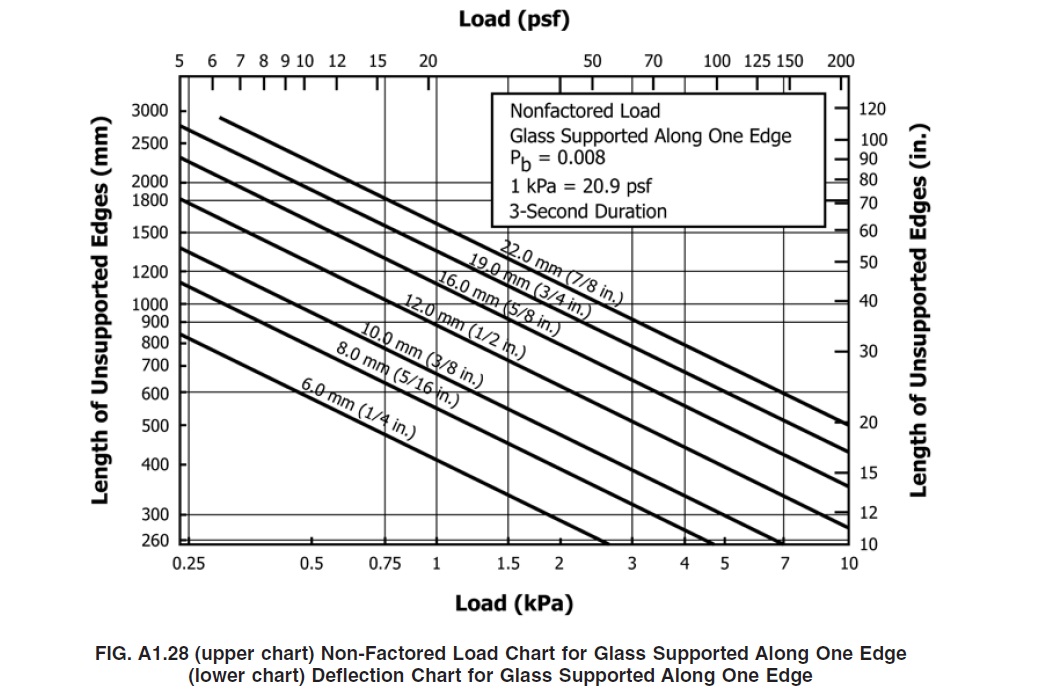 Load (psf)
5 6 7 8 9 10 12 15 20 50 70 100 125 150 200
Length of Unsupported Edges (mm)
3000
2500
2000
1800
1500
1200
1000
900
800
700
600
500
400
300
260
Nonfactored Load
Glass Supported Along One Edge
Pb = 0.008
1 kPa = 20.9 psf
3-Second Duration
22.0 mm (7/8 in.)
19.0 mm (3/4 in.)
16.0 mm (5/8 in.)
12.0 mm (1/2 in.)
10.0 mm (3/8 in.)
8.0 mm (5/16 in.)
6.0 mm (1/4 in.)
120
100
90
80
70
60
50
40
30
20
15
12
10
Length of Unsupported Edges (in.)
0.25 0.5 0.75 1 1.5 2 3 4 5 7 10
Load (kPa)
FIG. A1.28 (upper chart) Non-Factored Load Chart for Glass Supported Along One Edge
(lower chart) Deflection Chart for Glass Supported Along One Edge